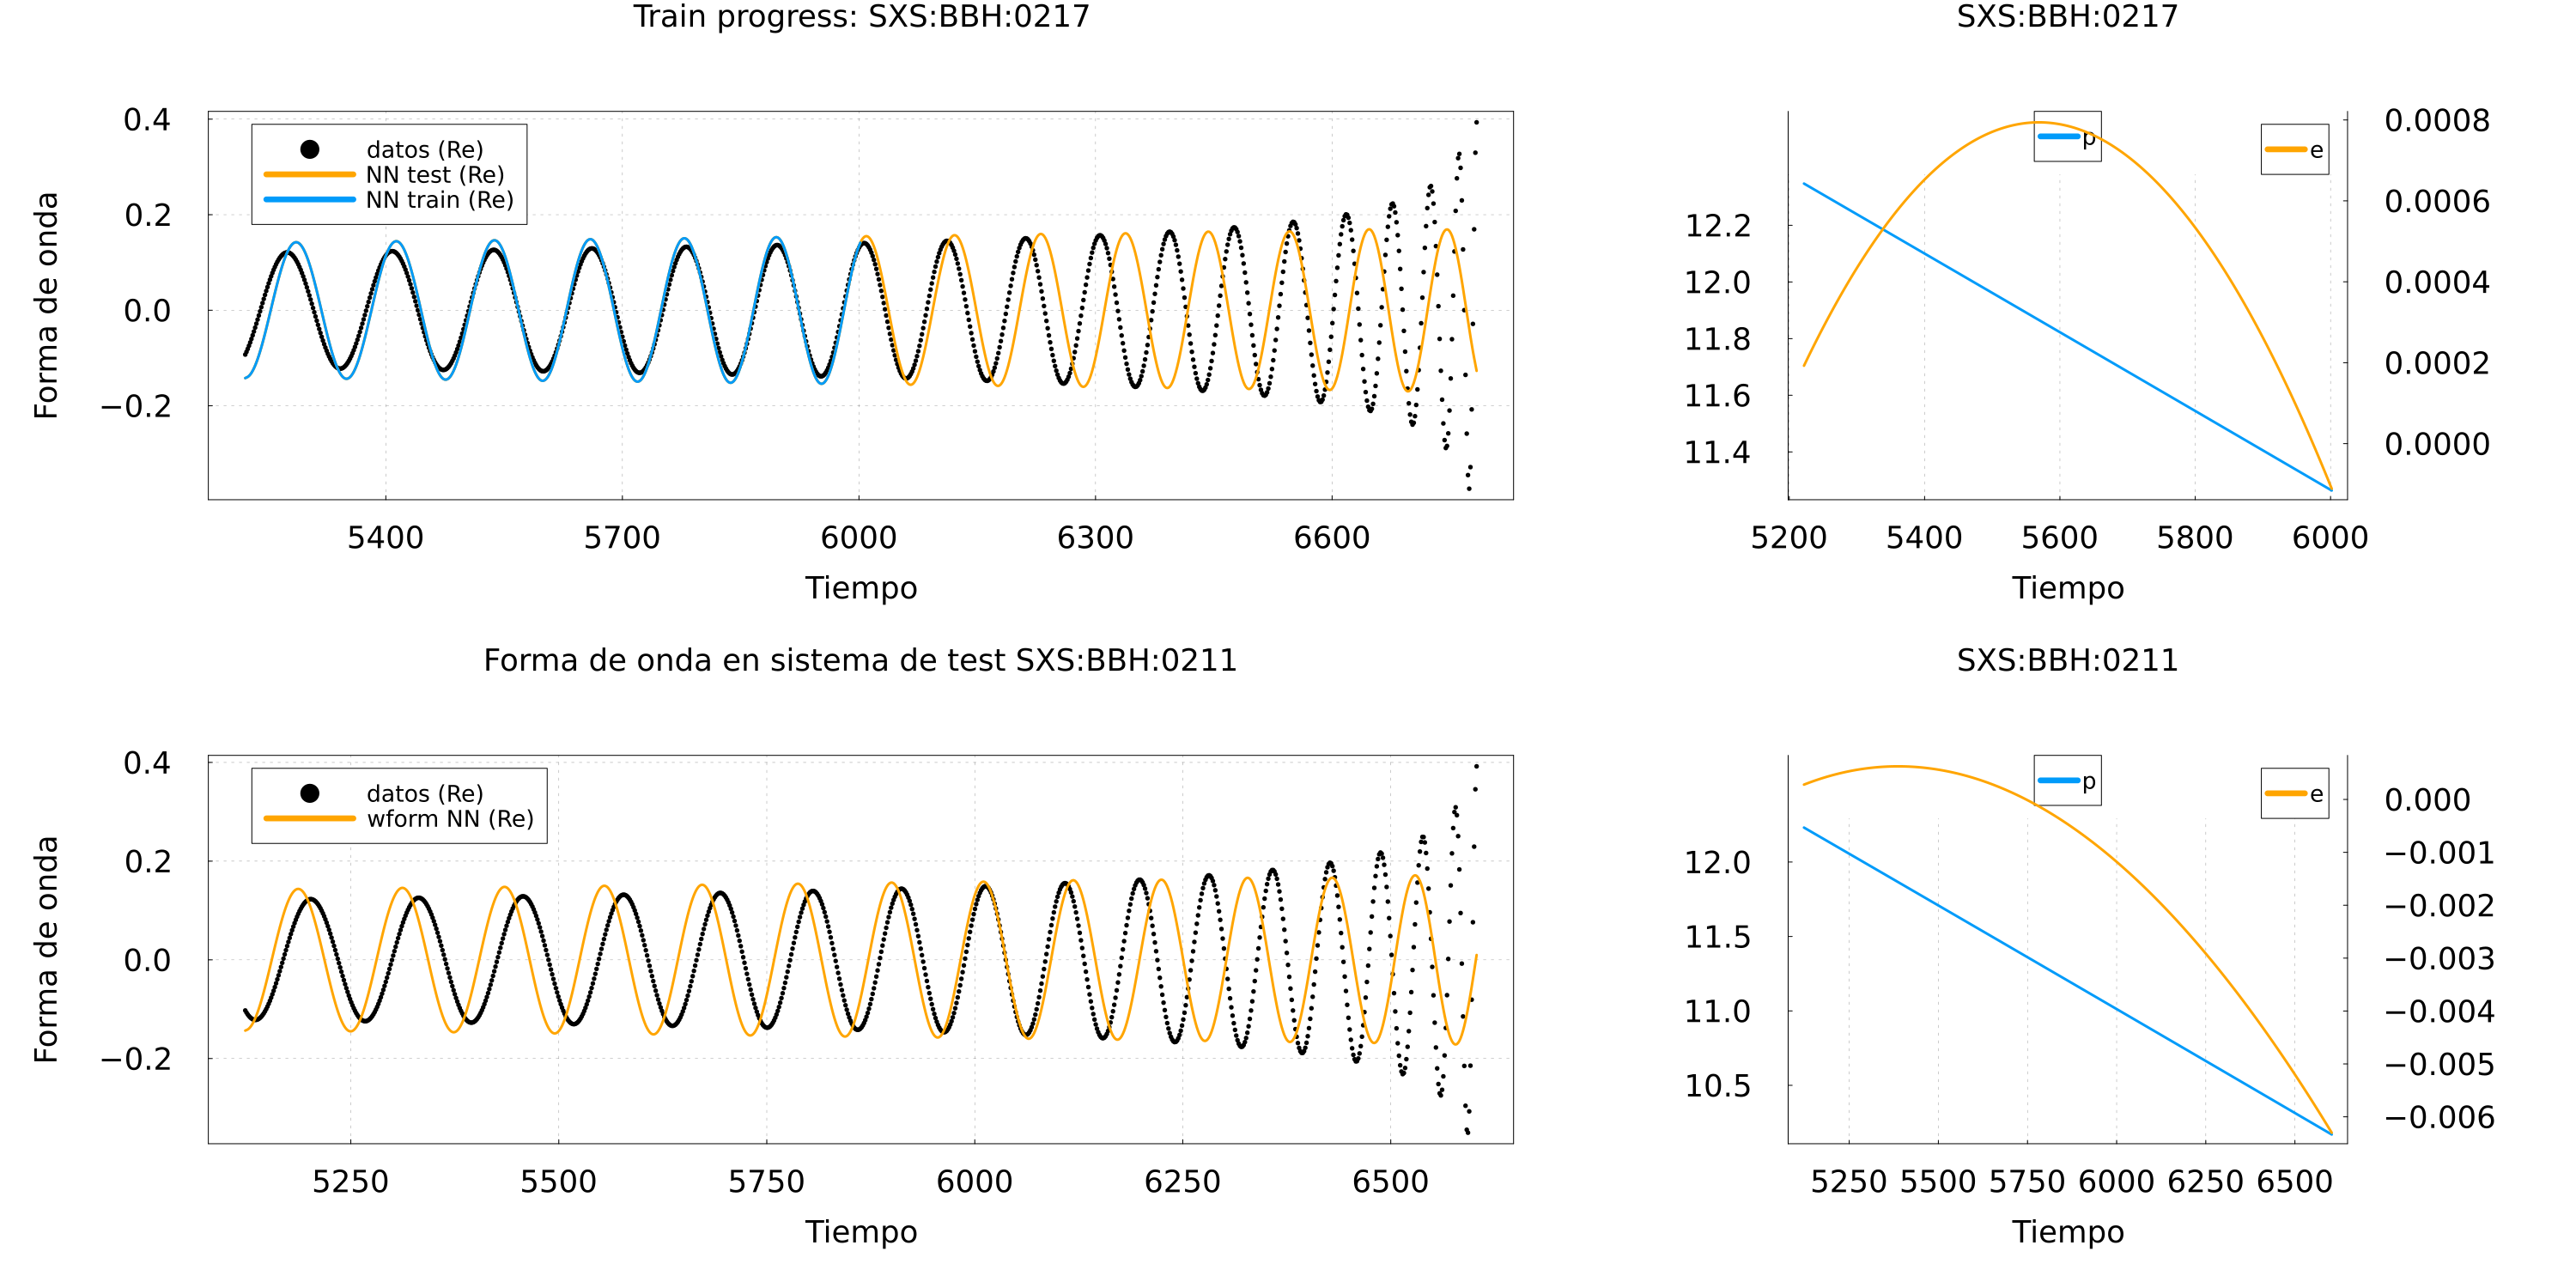 Train progress: SXS:BBH:0217
Forma de onda
0.4
0.2
0.0
−0.2
datos (Re)
NN test (Re)
NN train (Re)
5400 5700 6000 6300 6600
Tiempo
SXS:BBH:0217
12.2
12.0
11.8
11.6
11.4
p
e
0.0008
0.0006
0.0004
0.0002
0.0000
5200 5400 5600 5800 6000
Tiempo
Forma de onda en sistema de test SXS:BBH:0211
Forma de onda
0.4
0.2
0.0
−0.2
datos (Re)
wform NN (Re)
5250 5500 5750 6000 6250 6500
Tiempo
SXS:BBH:0211
12.0
11.5
11.0
10.5
p
e
0.000
−0.001
−0.002
−0.003
−0.004
−0.005
−0.006
5250 5500 5750 6000 6250 6500
Tiempo